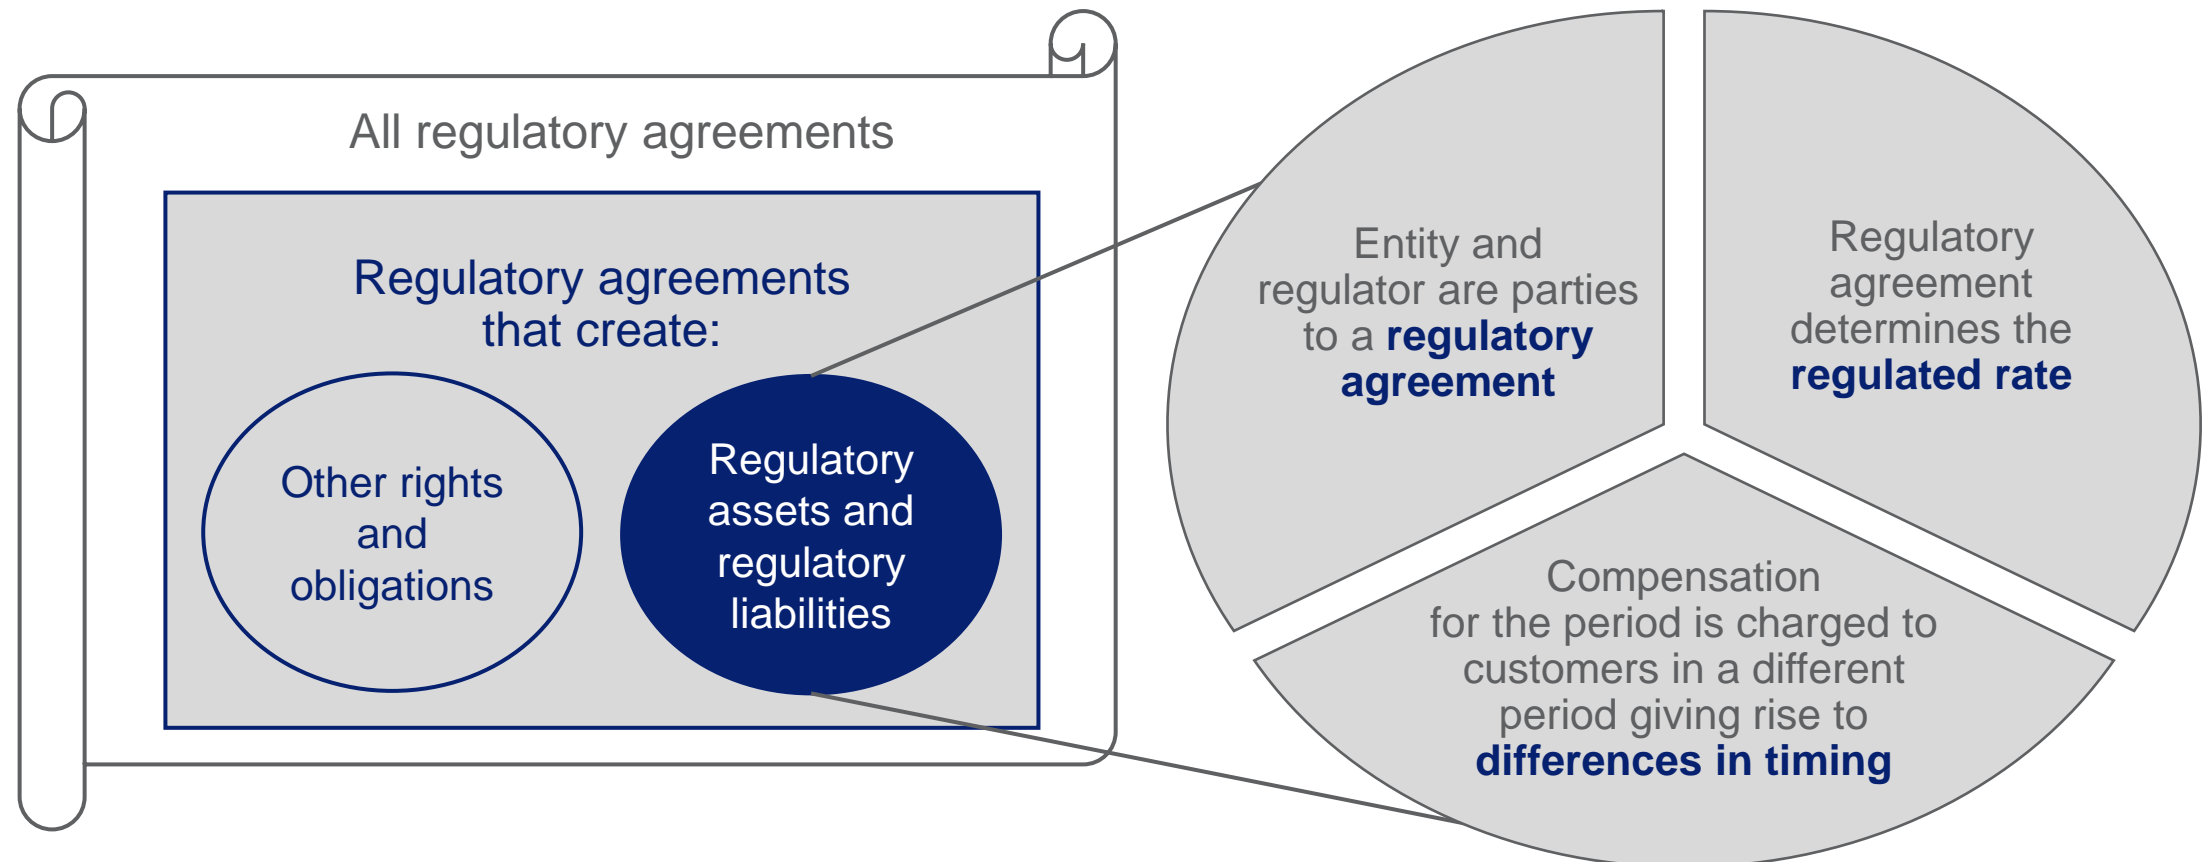 All regulatory agreements
Regulatory agreements
that create:
Other rights
and
obligations
Regulatory
assets and
regulatory
liabilities
Entity and
regulator are parties
to a regulatory
agreement
Regulatory
agreement
determines the
regulated rate
Compensation
for the period is charged to
customers in a different
period giving rise to
differences in timing